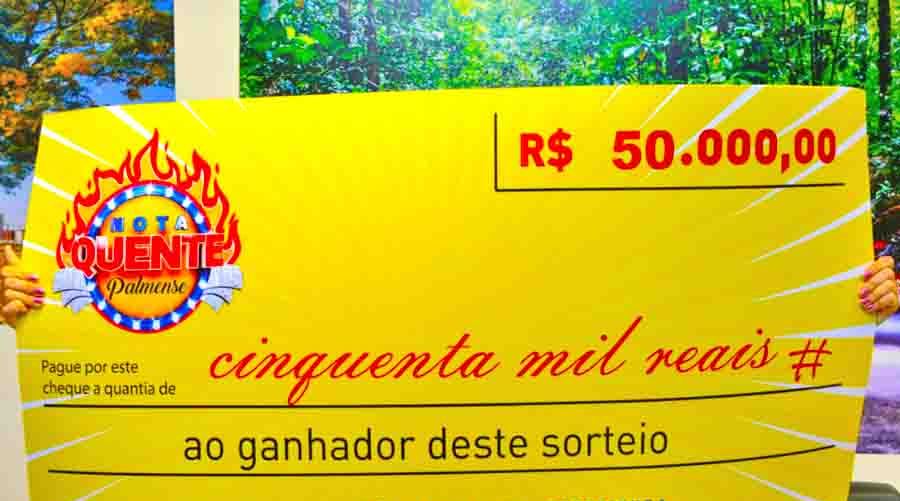 R$ 50.000,00
NOTA
QUENTE
Palmense
Pague por este
cheque a quantia de
cinquenta mil reais #
ao ganhador deste sorteio